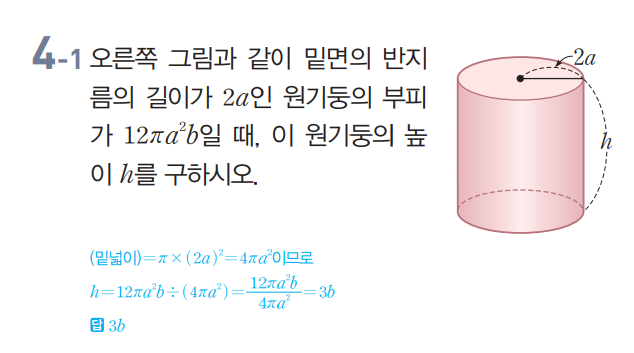 4-1 오른쪽 그림과 같이 밑면의 반지
름의 길이가 2a인 원기둥의 부피
가 12πa²b일 때, 이 원기둥의 높
이 h를 구하시오.
2a
h
(밑넓이)=π×(2a)²=4πa²이므로
h=12πa²b÷(4πa²)=12πa²b/4πa²=3b
답 3b